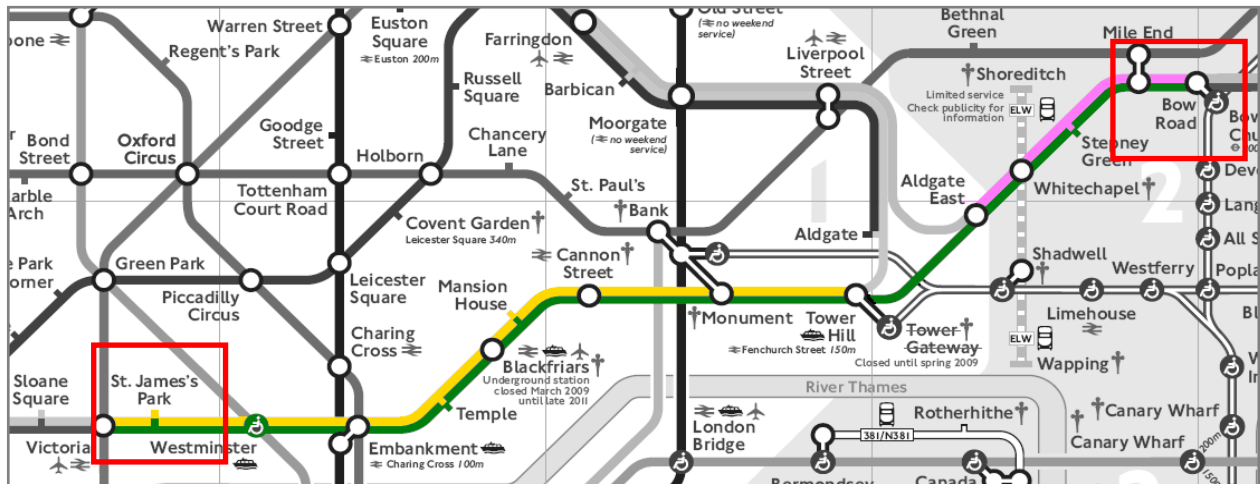 Warren Street
Euston
Square
Euston 200m
Farringdon
Old Street
(no weekend
service)
Bethnal
Green
Mile End
Regent's Park
Russell
Square
Barbican
Liverpool
Street
Shoreditch
Limited service
Check publicity for
information
ELW
Bow
Road
Bond
Street
Oxford
Circus
Goodge
Street
Holborn
Chancery
Lane
Moorgate
(no weekend
service)
Stepney
Green
Tottenham
Court Road
St. Paul's
1
Aldgate
East
Whitechapel
2
Covent Garden
Leicester Square 340m
Bank
Aldgate
Green Park
Piccadilly
Circus
Leicester
Square
Mansion
House
Cannon
Street
Shadwell
Westferry
Monument
Tower
Hill
Fenchurch Street 150m
Tower
Gateway
Closed until spring 2009
Limehouse
Charing
Cross
Blackfriars
Underground station
closed March 2009
until late 2011
ELW
Wapping
Sloane
Square
St. James's
Park
Temple
River Thames
Victoria
Westminster
Embankment
Charing Cross 100m
London
Bridge
381/N381
Rotherhithe
Canary Wharf
Canary Wharf
200m
150m
Bermondsey
Canada